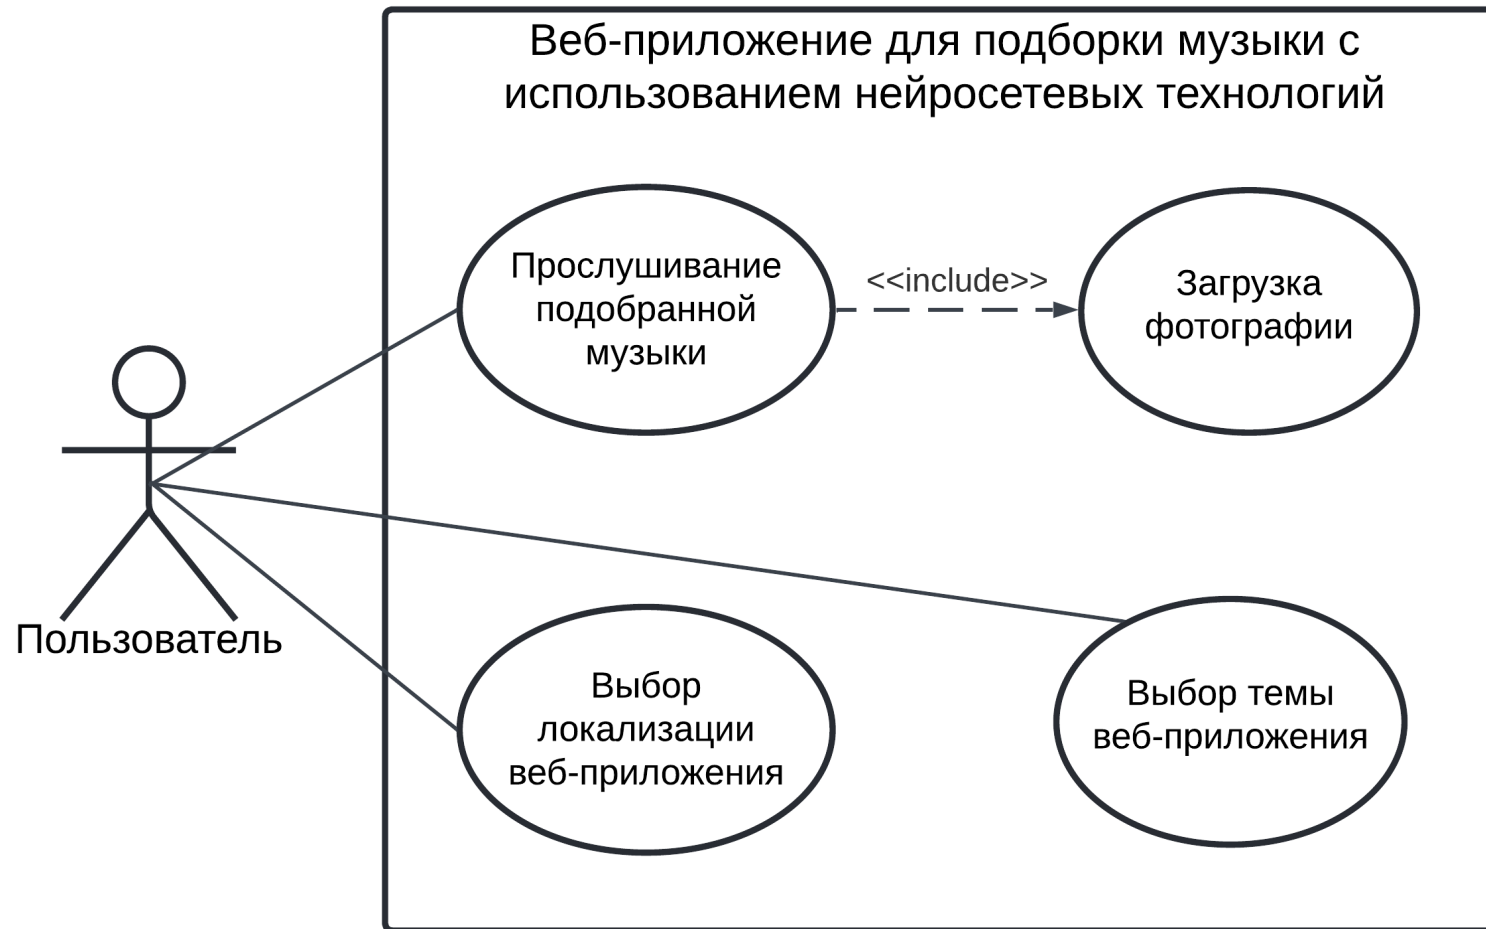 Веб-приложение для подборки музыки с
использованием нейросетевых технологий
Прослушивание
подобранной
музыки
<<include>>
Загрузка
фотографии
Пользователь
Выбор
локализации
веб-приложения
Выбор темы
веб-приложения